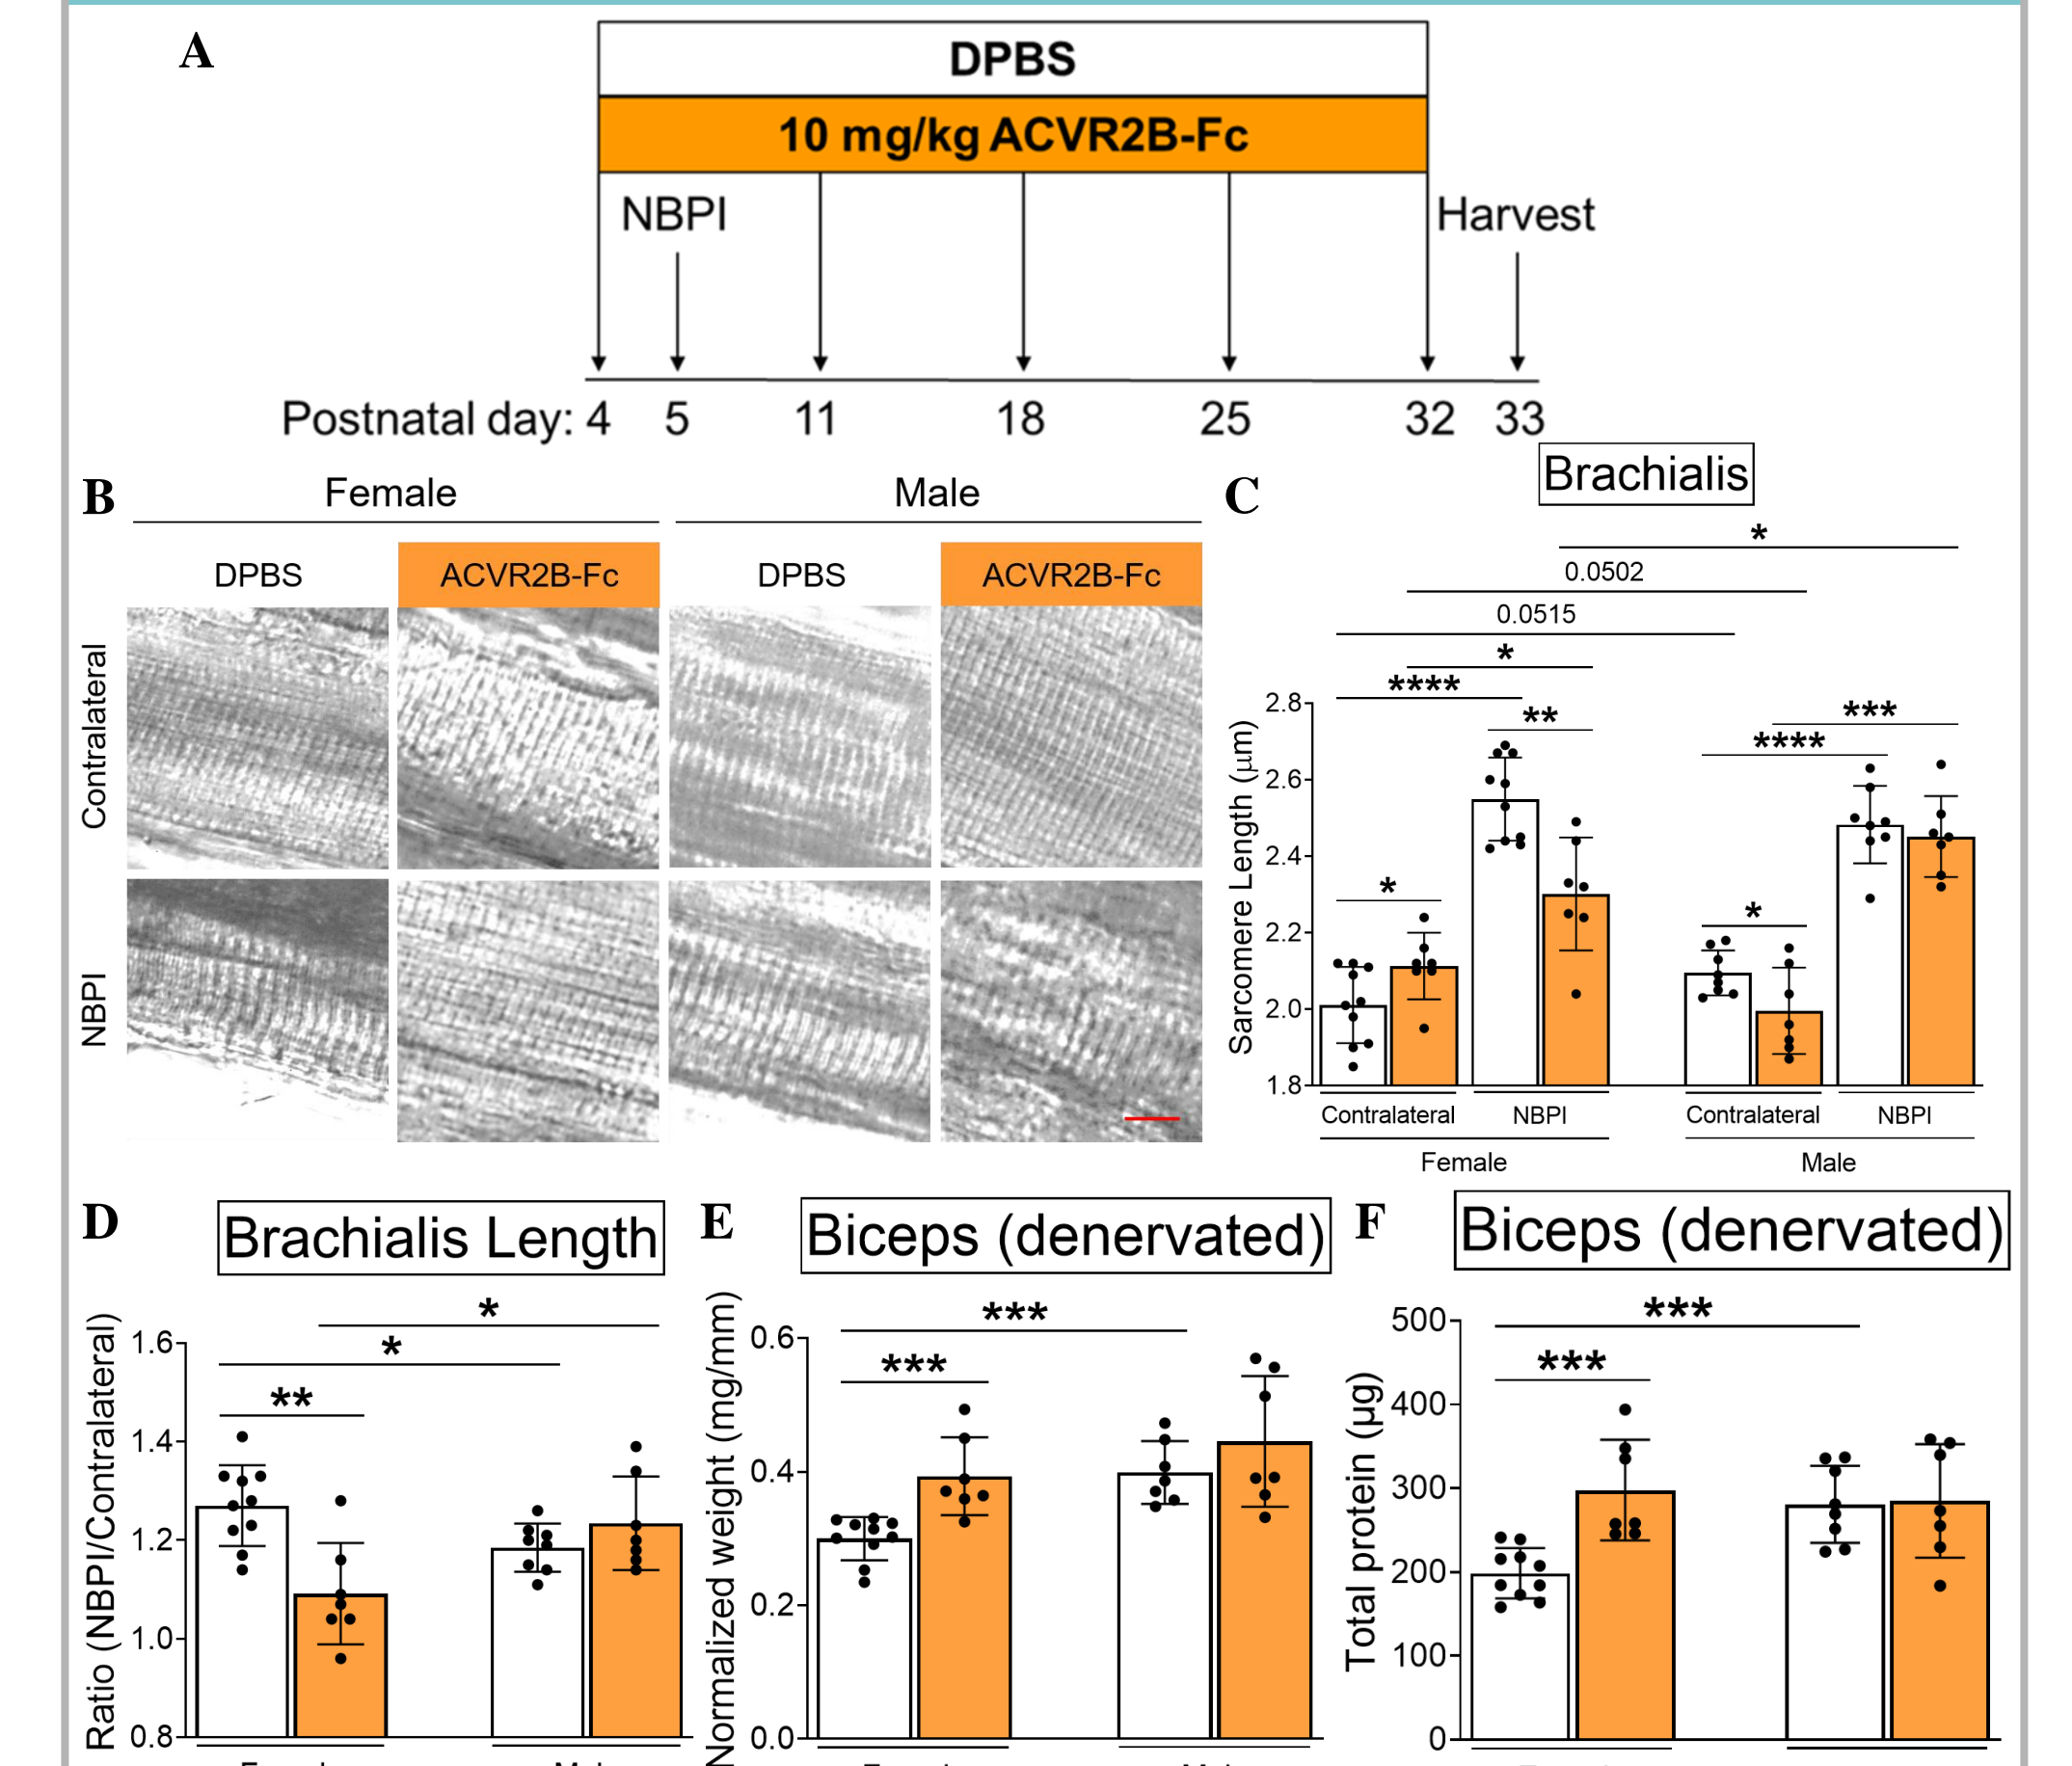 A
DPBS
10 mg/kg ACVR2B-Fc
NBPI
Harvest
Postnatal day: 4 5 11 18 25 32 33
B
Female
Male
DPBS
ACVR2B-Fc
DPBS
ACVR2B-Fc
Contralateral
NBPI
C
Brachialis
*
0.0502
0.0515
*
****
**
***
****
*
*
Sarcomere Length (μm)
2.8
2.6
2.4
2.2
2.0
1.8
Contralateral
NBPI
Contralateral
NBPI
Female
Male
D
Brachialis Length
*
*
**
Ratio (NBPI/Contralateral)
1.6
1.4
1.2
1.0
0.8
E
Biceps (denervated)
***
***
Normalized weight (mg/mm)
0.6
0.4
0.2
0.0
F
Biceps (denervated)
***
***
Total protein (μg)
500
400
300
200
100
0